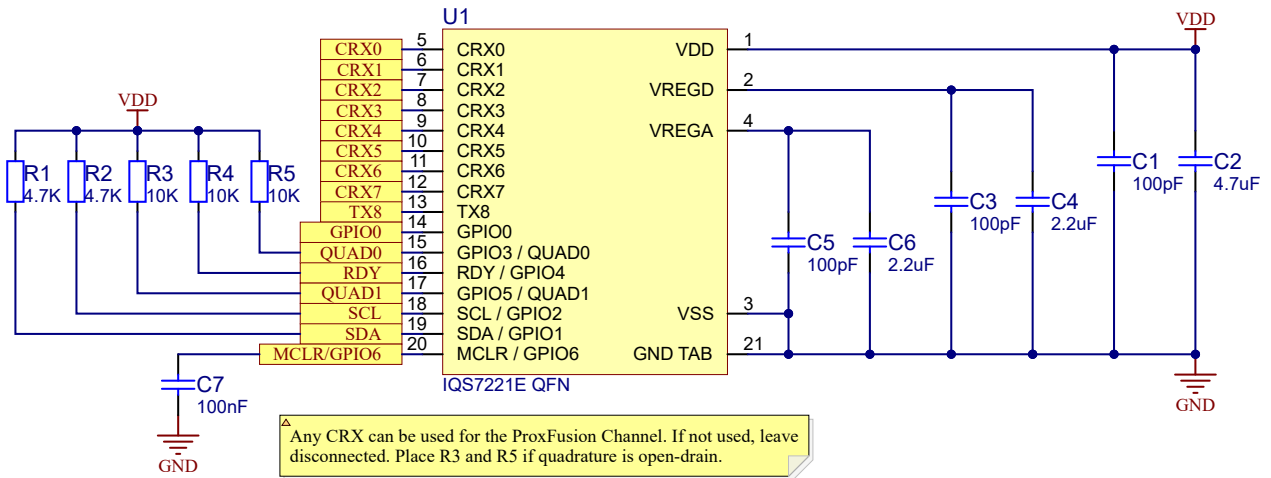 U1
VDD
CRX0 5 CRX0 VDD 1
CRX1 6 CRX1
CRX2 7 CRX2 VREGD 2
VDD
CRX3 8 CRX3
CRX4 9 CRX4 VREGA 4
CRX5 10 CRX5
CRX6 11 CRX6
CRX7 12 CRX7
TX8 13 TX8
GPIO0 14 GPIO0
QUAD0 15 GPIO3 / QUAD0
RDY 16 RDY / GPIO4
QUAD1 17 GPIO5 / QUAD1
SCL 18 SCL / GPIO2 VSS 3
SDA 19 SDA / GPIO1
MCLR/GPIO6 20 MCLR / GPIO6 GND TAB 21
IQS7221E QFN
R1 R2 R3 R4 R5
4.7K 4.7K 10K 10K 10K
C1 C2
100pF 4.7uF
C3 C4
100pF 2.2uF
C5 C6
100pF 2.2uF
GND
C7
100nF
GND
Any CRX can be used for the ProxFusion Channel. If not used, leave
disconnected. Place R3 and R5 if quadrature is open-drain.